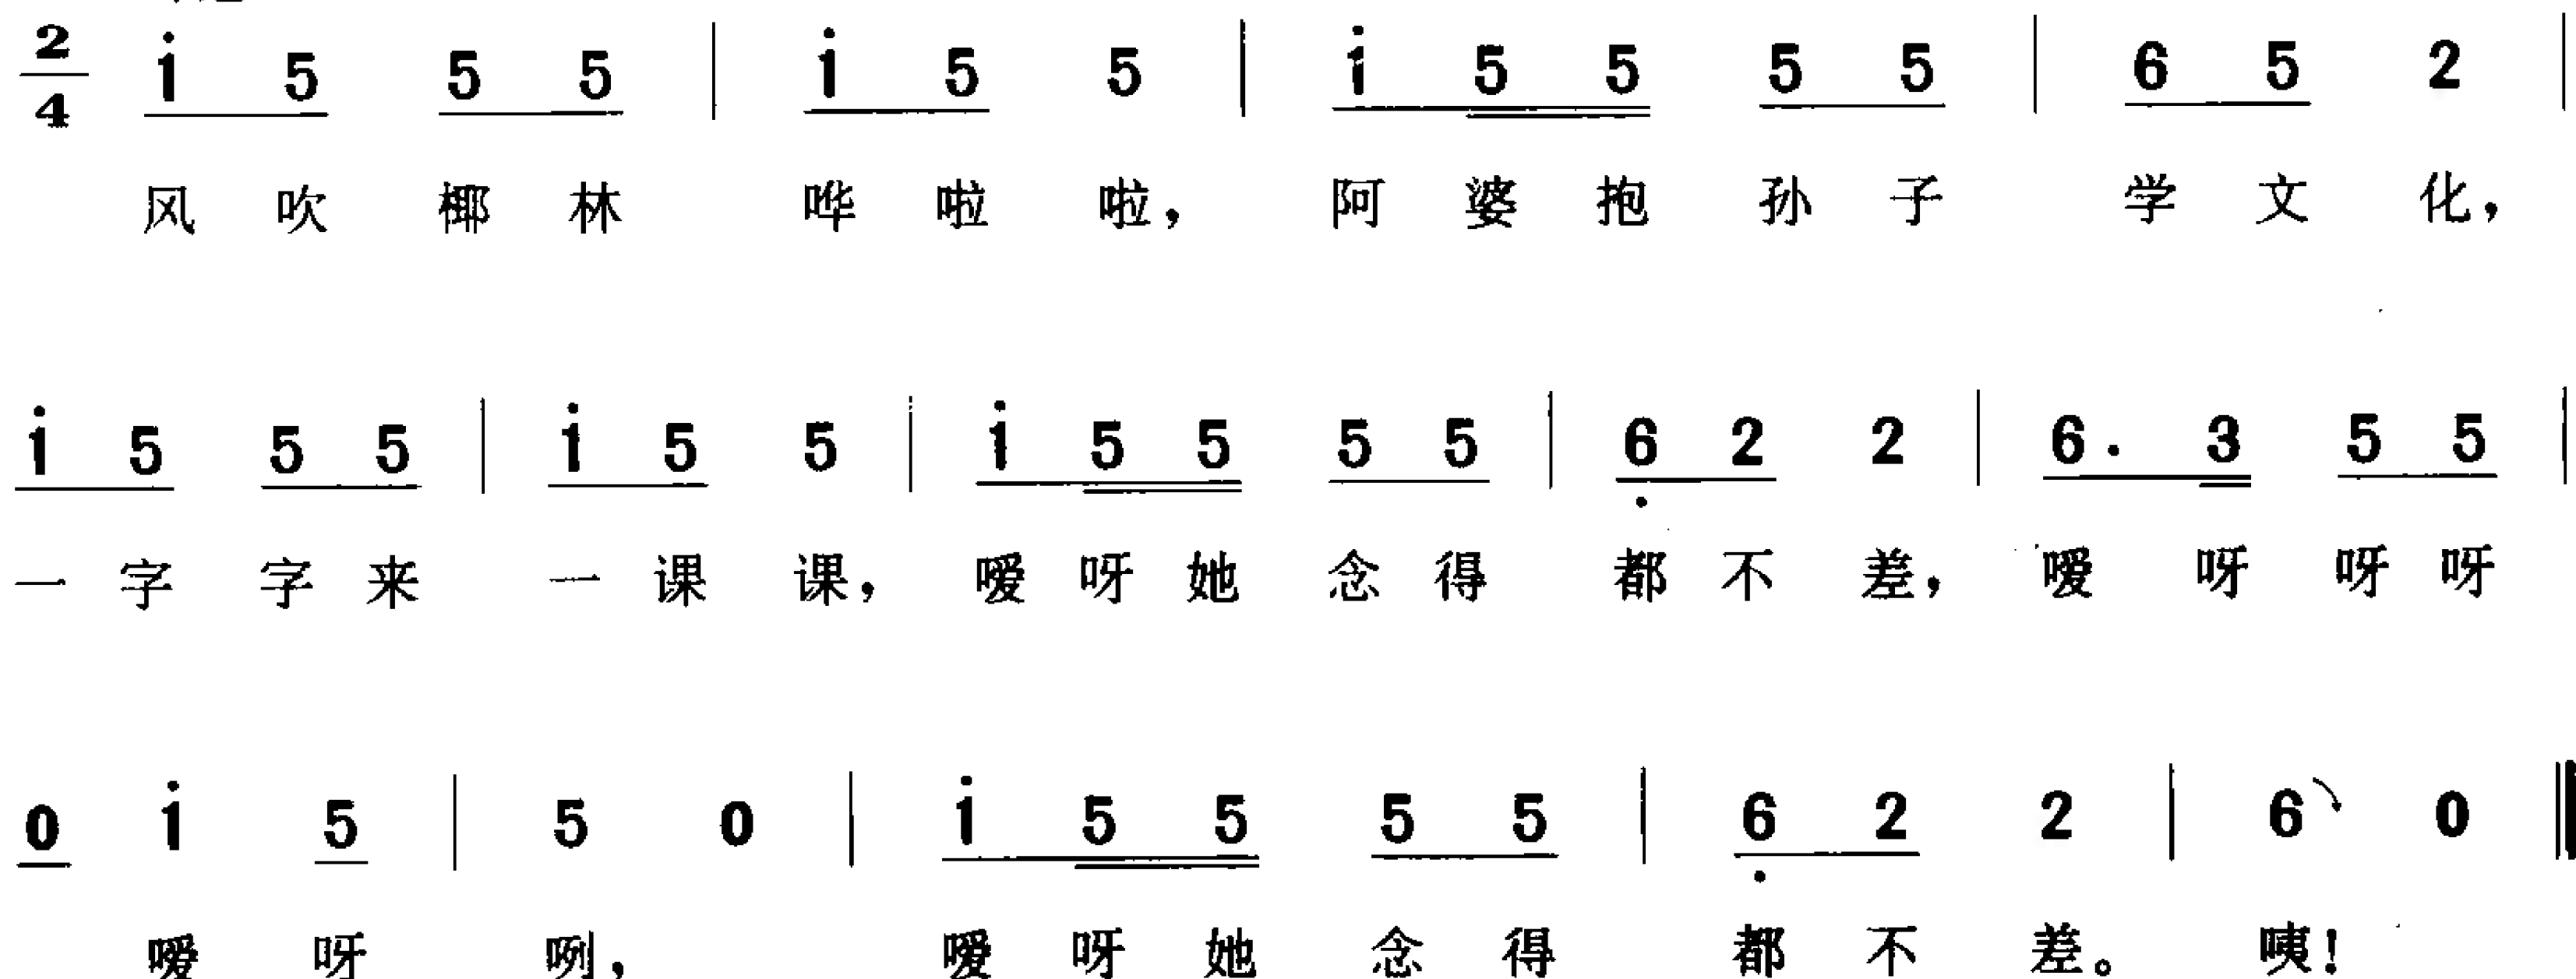 2/4 i 5 5 5 | i 5 5 | i 5 5 5 5 | 6 5 2 |
风吹椰林 哗啦啦, 阿婆抱孙子 学文化,
i 5 5 5 | i 5 5 | i 5 5 5 5 | 6 2 2 | 6. 3 5 5 |
一字字来 一课课, 嗳呀她念得 都不差, 嗳呀呀呀
0 i 5 | 5 0 | i 5 5 5 5 | 6 2 2 | 6 0 ‖
嗳呀 咧, 嗳呀她念得 都不差。 咦!